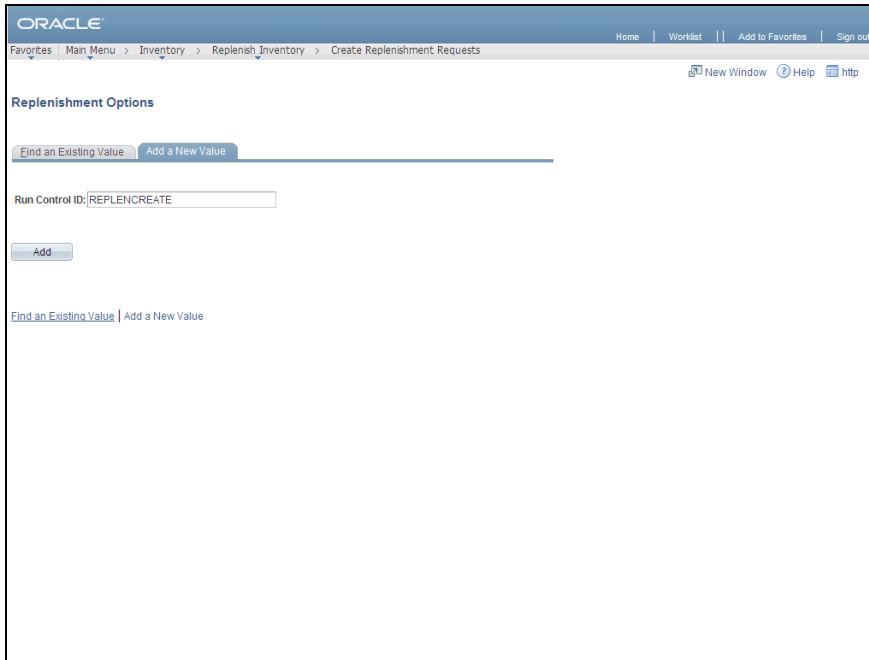 ORACLE
Home | Worklist || Add to Favorites | Sign out
Favorites | Main Menu > Inventory > Replenish Inventory > Create Replenishment Requests
New Window ? Help http
Replenishment Options
Find an Existing Value Add a New Value
Run Control ID: REPLENCREATE
Add
Find an Existing Value | Add a New Value